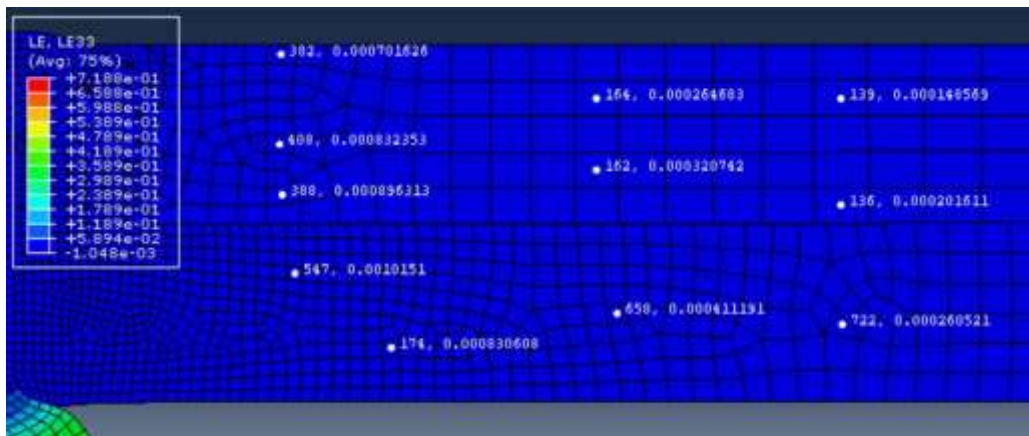 LE, LE33
(Avg: 75%)
+7.188e-01
+6.588e-01
+5.988e-01
+5.389e-01
+4.789e-01
+4.189e-01
+3.589e-01
+2.989e-01
+2.389e-01
+1.789e-01
+1.189e-01
+5.894e-02
-1.048e-03
382, 0.000701626
164, 0.000264683
139, 0.000148569
408, 0.000832353
162, 0.000320742
388, 0.000896313
136, 0.000201611
547, 0.0010151
658, 0.000411191
722, 0.000260521
174, 0.000830608